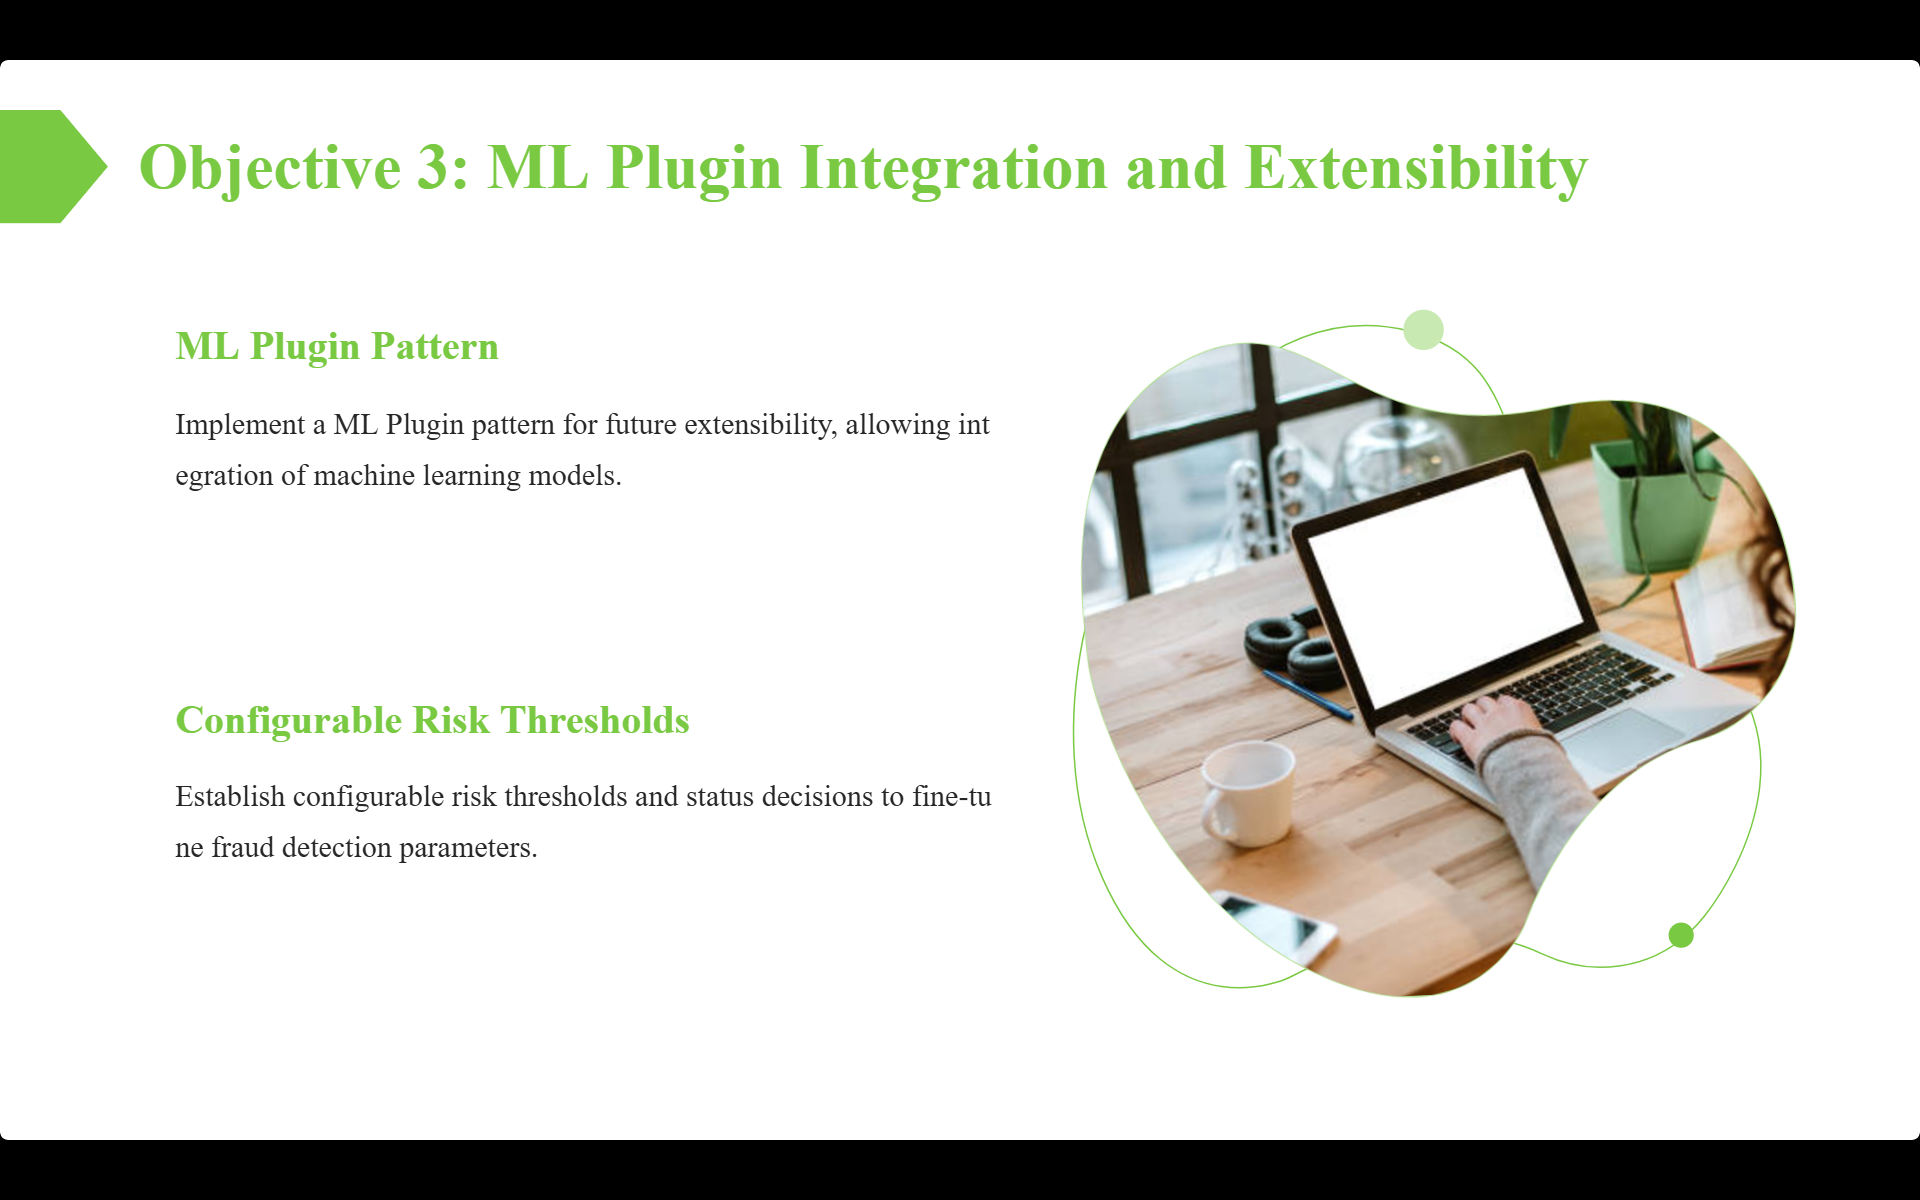 Objective 3: ML Plugin Integration and Extensibility
ML Plugin Pattern
Implement a ML Plugin pattern for future extensibility, allowing int
egration of machine learning models.
Configurable Risk Thresholds
Establish configurable risk thresholds and status decisions to fine-tu
ne fraud detection parameters.